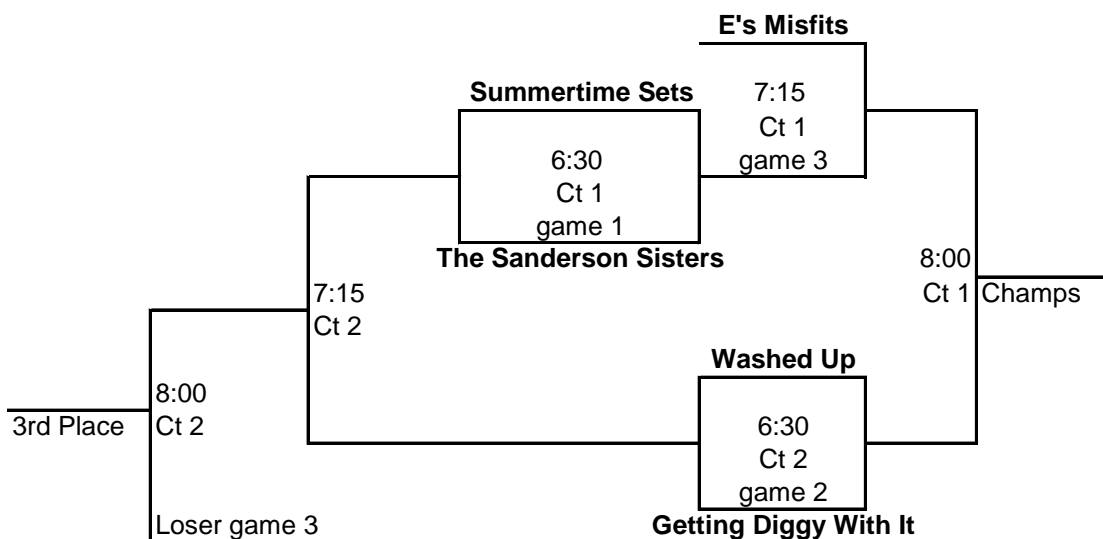 E's Misfits
Summertime Sets
7:15
Ct 1
game 3
6:30
Ct 1
game 1
The Sanderson Sisters
8:00
Ct 1
Champs
7:15
Ct 2
Washed Up
8:00
Ct 2
3rd Place
6:30
Ct 2
game 2
Loser game 3
Getting Diggy With It